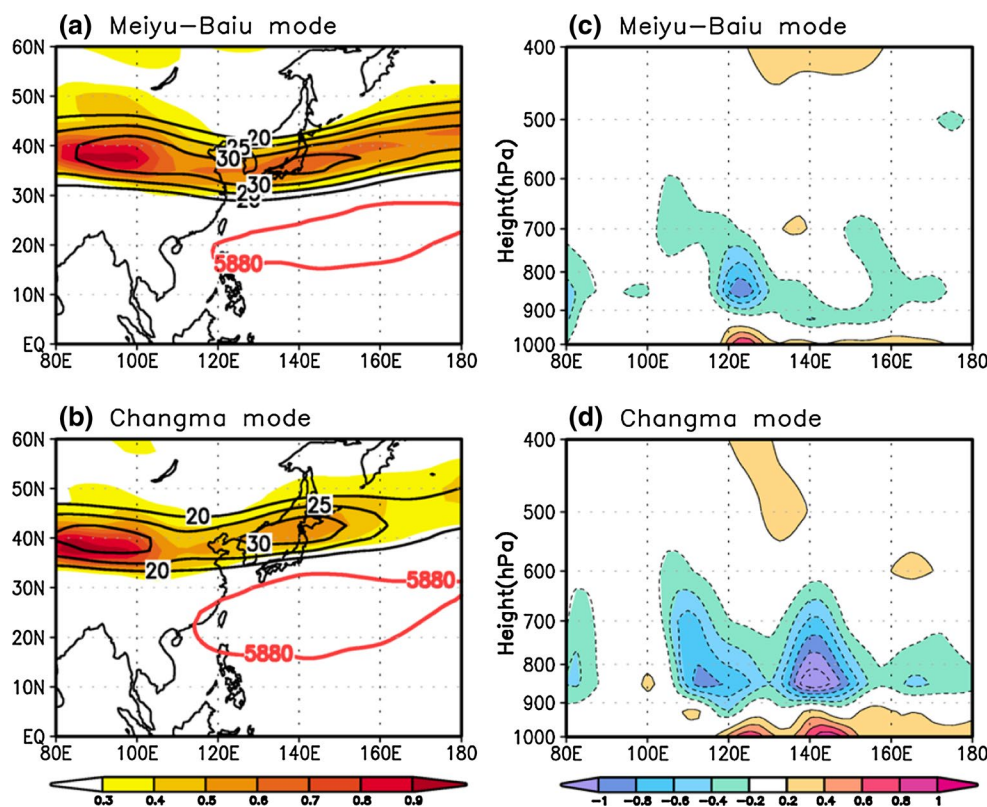 (a) Meiyu−Baiu mode
60N
50N
40N
30N
20N
10N
EQ
20
25
30
30
5880
80E 100E 120E 140E 160E 180
(c) Meiyu−Baiu mode
Height(hPa)
400
500
600
700
800
900
1000
80E 100E 120E 140E 160E 180
(b) Changma mode
60N
50N
40N
30N
20N
10N
EQ
20
25
30
20
5880
5880
80E 100E 120E 140E 160E 180
0.3 0.4 0.5 0.6 0.7 0.8 0.9
(d) Changma mode
Height(hPa)
400
500
600
700
800
900
1000
80E 100E 120E 140E 160E 180
−1 −0.8 −0.6 −0.4 −0.2 0.2 0.4 0.6 0.8